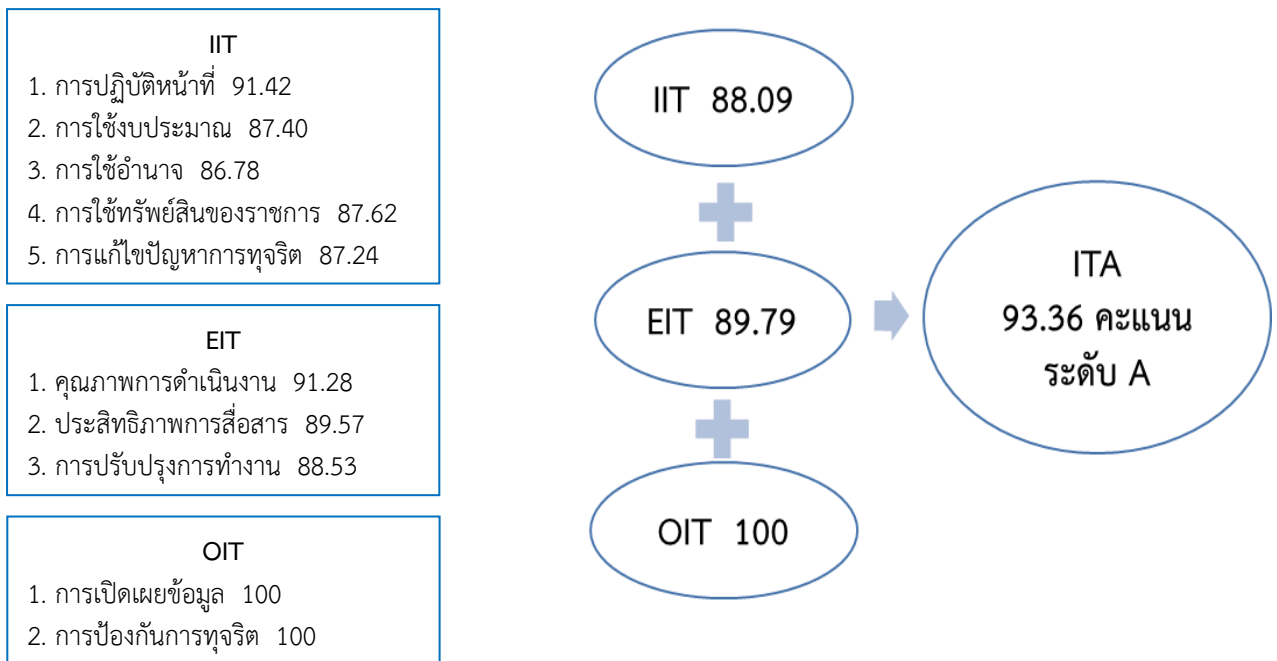 IIT
1. การปฏิบัติหน้าที่ 91.42
2. การใช้งบประมาณ 87.40
3. การใช้อำนาจ 86.78
4. การใช้ทรัพย์สินของราชการ 87.62
5. การแก้ไขปัญหาการทุจริต 87.24
EIT
1. คุณภาพการดำเนินงาน 91.28
2. ประสิทธิภาพการสื่อสาร 89.57
3. การปรับปรุงการทำงาน 88.53
OIT
1. การเปิดเผยข้อมูล 100
2. การป้องกันการทุจริต 100
IIT 88.09
EIT 89.79
OIT 100
ITA
93.36 คะแนน
ระดับ A